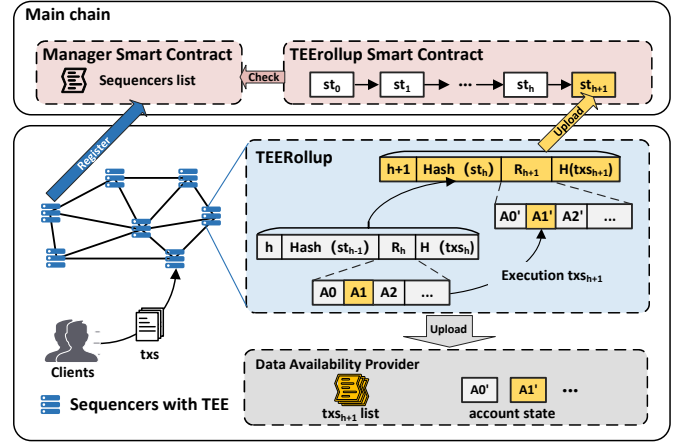 Main chain
Manager Smart Contract
Sequencers list
Check
TEErollup Smart Contract
st0
st1
...
sth
sth+1
Register
Upload
TEERollup
h+1 Hash (sth) Rh+1 H(txsh+1)
A0' A1' A2' ...
h Hash (sth-1) Rh H (txsh)
A0 A1 A2 ...
Execution txsh+1
Clients
txs
Upload
Data Availability Provider
txsh+1 list
A0' A1' ...
account state
Sequencers with TEE